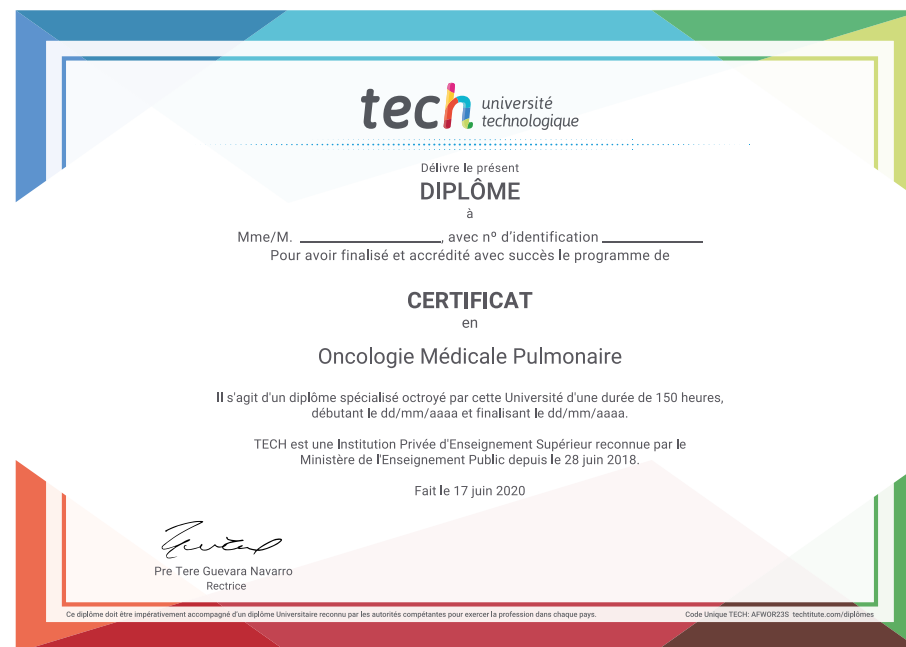 tech université
technologique
Délivre le présent
DIPLÔME
à
Mme/M. ____________________, avec nº d'identification ______________
Pour avoir finalisé et accrédité avec succès le programme de
CERTIFICAT
en
Oncologie Médicale Pulmonaire
Il s'agit d'un diplôme spécialisé octroyé par cette Université d'une durée de 150 heures,
débutant le dd/mm/aaaa et finalisant le dd/mm/aaaa.
TECH est une Institution Privée d'Enseignement Supérieur reconnue par le
Ministère de l'Enseignement Public depuis le 28 juin 2018.
Fait le 17 juin 2020
Pre Tere Guevara Navarro
Rectrice
Ce diplôme doit être impérativement accompagné d'un diplôme Universitaire reconnu par les autorités compétentes pour exercer la profession dans chaque pays.
Code Unique TECH: AFWOR23S techtitute.com/diplômes